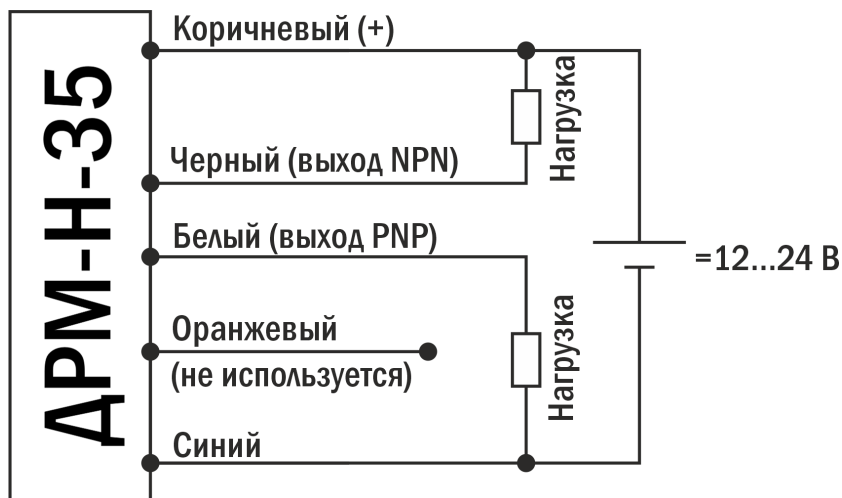 ДРМ-Н-35
Коричневый (+)
Нагрузка
Черный (выход NPN)
Белый (выход PNP)
=12...24 В
Оранжевый
(не используется)
Нагрузка
Синий